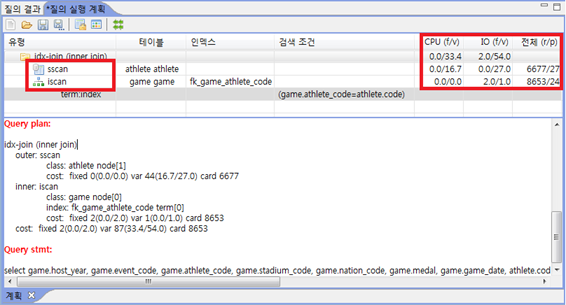 질의 결과 *질의 실행 계획
유형 테이블 인덱스 검색 조건 CPU (f/v) IO (f/v) 전체 (r/p)
idx-join (inner join) 0.0/33.4 2.0/54.0
sscan athlete athlete 0.0/16.7 0.0/27.0 6677/27
iscan game game fk_game_athlete_code 0.0/0.0 2.0/1.0 8653/24
term:index (game.athlete_code=athlete.code)
Query plan:
idx-join (inner join)
outer: sscan
class: athlete node[1]
cost: fixed 0(0.0/0.0) var 44(16.7/27.0) card 6677
inner: iscan
class: game node[0]
index: fk_game_athlete_code term[0]
cost: fixed 2(0.0/2.0) var 1(0.0/1.0) card 8653
cost: fixed 2(0.0/2.0) var 87(33.4/54.0) card 8653
Query stmt:
select game.host_year, game.event_code, game.athlete_code, game.stadium_code, game.nation_code, game.medal, game.game_date, athlete.cod
계획